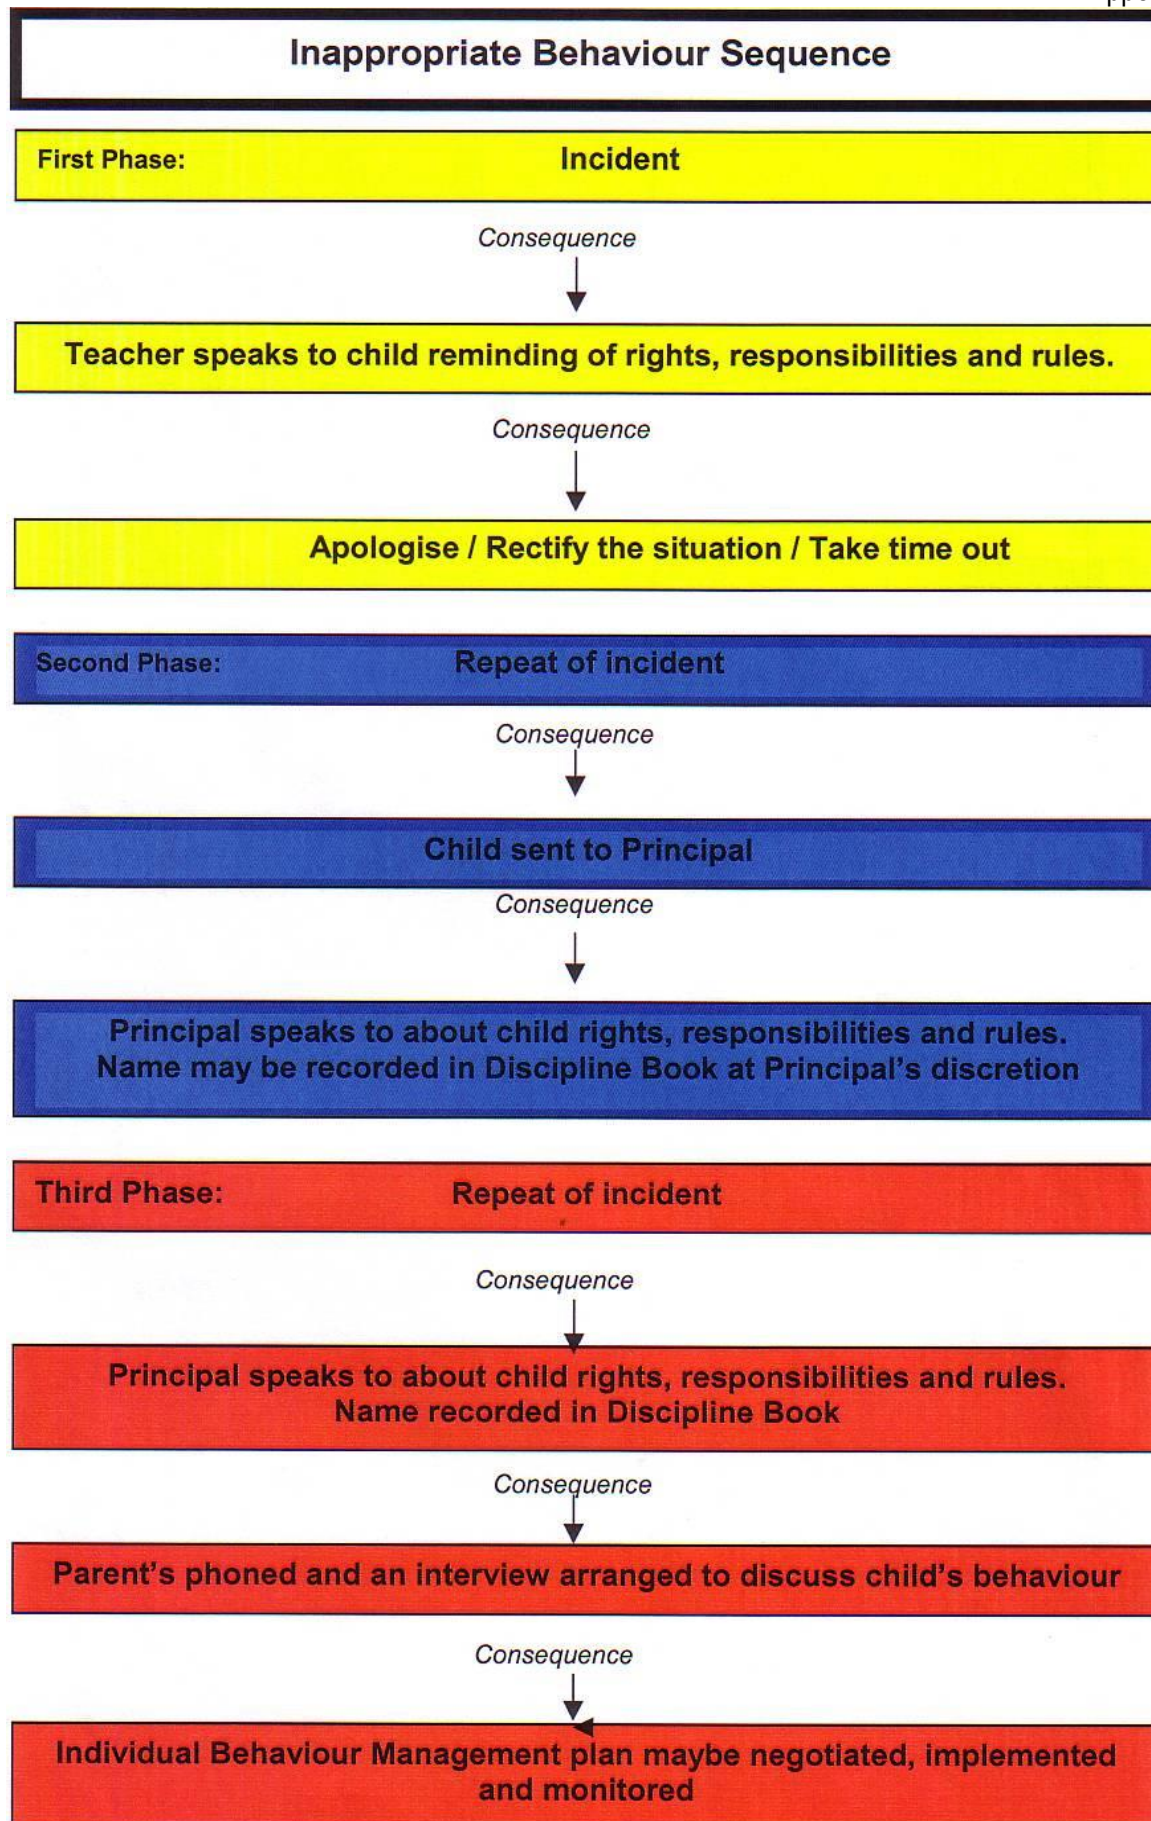 Inappropriate Behaviour Sequence
First Phase: Incident
Consequence
Teacher speaks to child reminding of rights, responsibilities and rules.
Consequence
Apologise / Rectify the situation / Take time out
Second Phase: Repeat of incident
Consequence
Child sent to Principal
Consequence
Principal speaks to about child rights, responsibilities and rules.
Name may be recorded in Discipline Book at Principal's discretion
Third Phase: Repeat of incident
Consequence
Principal speaks to about child rights, responsibilities and rules.
Name recorded in Discipline Book
Consequence
Parent's phoned and an interview arranged to discuss child's behaviour
Consequence
Individual Behaviour Management plan maybe negotiated, implemented
and monitored